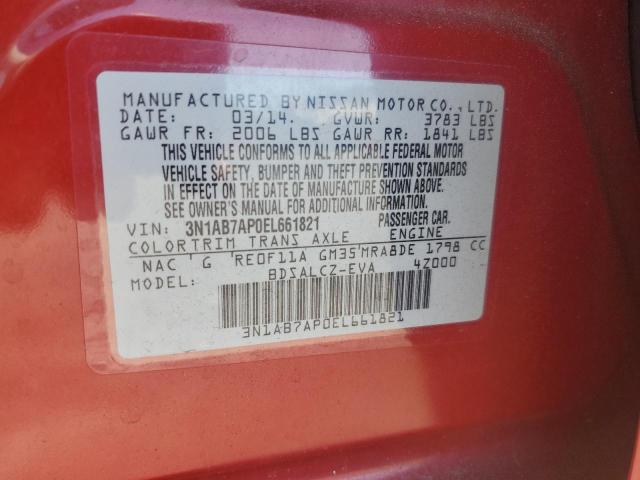 MANUFACTURED BY NISSAN MOTOR CO., LTD.
DATE: 03/14. GVWR: 3783 LBS
GAWR FR: 2006 LBS GAWR RR: 1841 LBS
THIS VEHICLE CONFORMS TO ALL APPLICABLE FEDERAL MOTOR
VEHICLE SAFETY, BUMPER AND THEFT PREVENTION STANDARDS
IN EFFECT ON THE DATE OF MANUFACTURE SHOWN ABOVE.
SEE OWNER'S MANUAL FOR ADDITIONAL INFORMATION.
VIN: 3N1AB7AP0EL661821 PASSENGER CAR.
COLOR TRIM TRANS AXLE ENGINE
NAC G RE0F11A GM35 MRA8DE 1798 CC
MODEL: BDSALCZ-EVA 4Z000
3N1AB7AP0EL661821